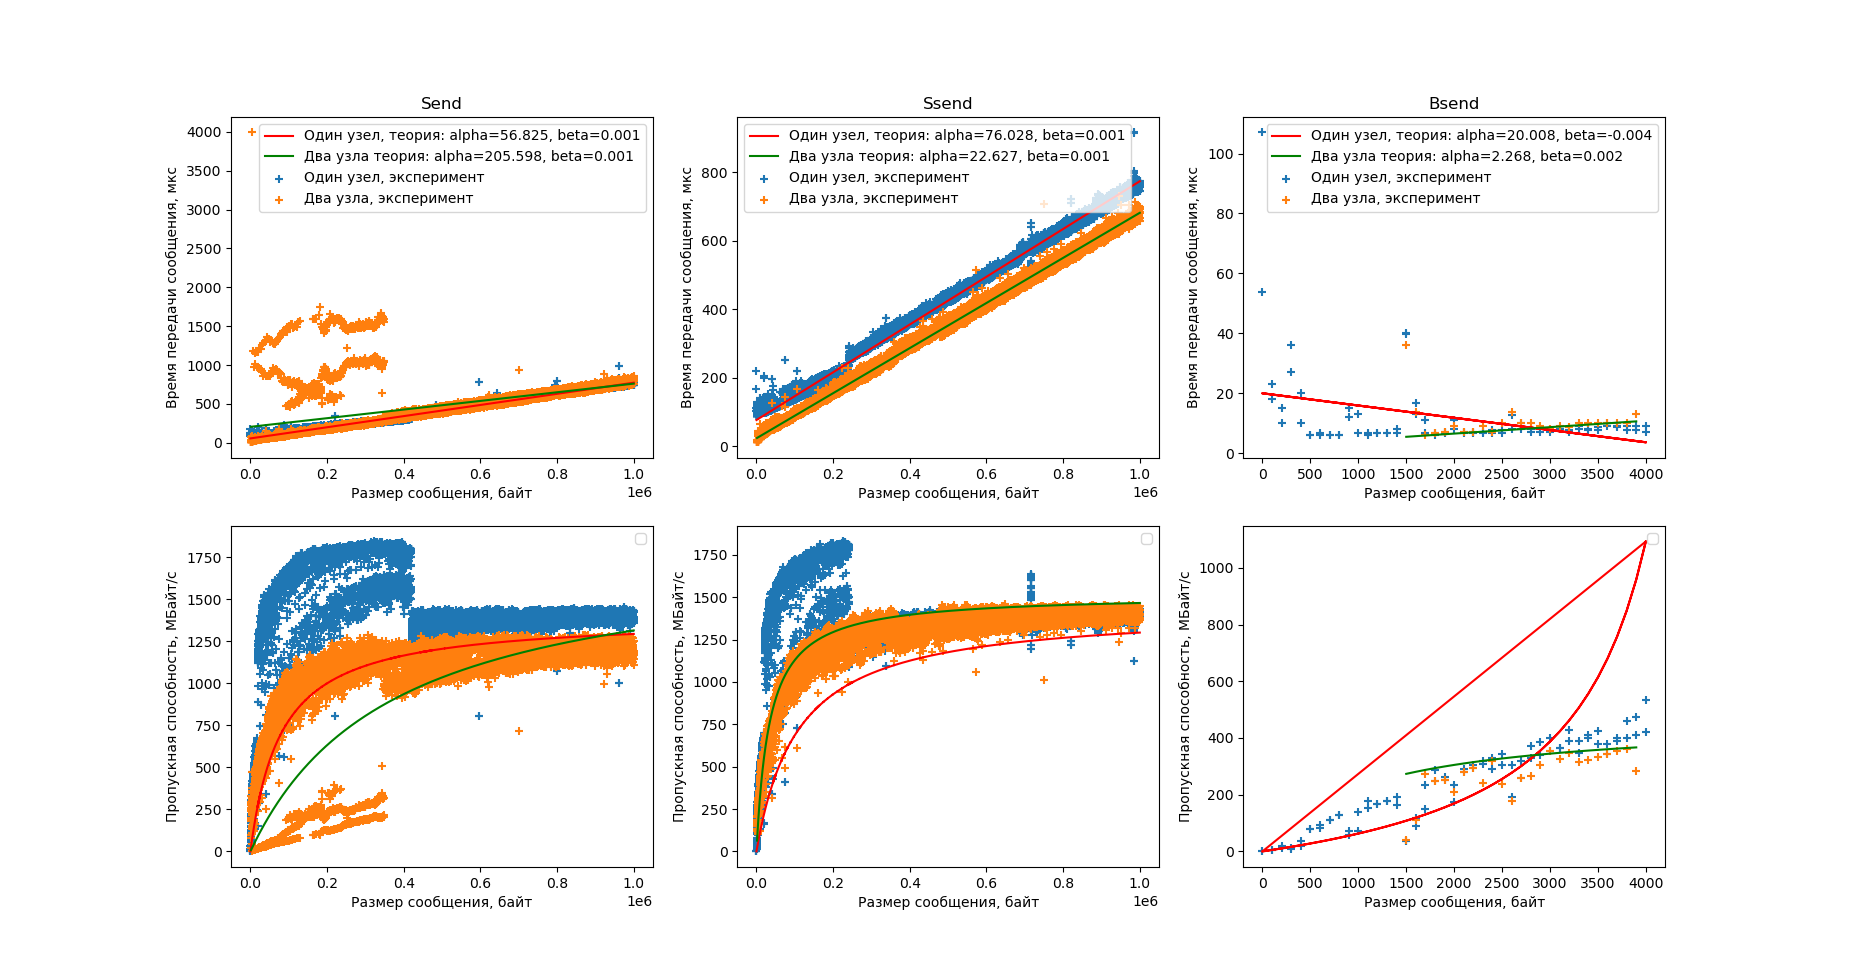 Send
Время передачи сообщения, мкс
4000
3500
3000
2500
2000
1500
1000
500
0
Один узел, теория: alpha=56.825, beta=0.001
Два узла теория: alpha=205.598, beta=0.001
Один узел, эксперимент
Два узла, эксперимент
0.0 0.2 0.4 0.6 0.8 1.0
1e6
Размер сообщения, байт
Ssend
Время передачи сообщения, мкс
800
600
400
200
0
Один узел, теория: alpha=76.028, beta=0.001
Два узла теория: alpha=22.627, beta=0.001
Один узел, эксперимент
Два узла, эксперимент
0.0 0.2 0.4 0.6 0.8 1.0
1e6
Размер сообщения, байт
Bsend
Время передачи сообщения, мкс
100
80
60
40
20
0
Один узел, теория: alpha=20.008, beta=-0.004
Два узла теория: alpha=2.268, beta=0.002
Один узел, эксперимент
Два узла, эксперимент
0 500 1000 1500 2000 2500 3000 3500 4000
Размер сообщения, байт
Пропускная способность, МБайт/с
1750
1500
1250
1000
750
500
250
0
0.0 0.2 0.4 0.6 0.8 1.0
1e6
Размер сообщения, байт
Пропускная способность, МБайт/с
1750
1500
1250
1000
750
500
250
0
0.0 0.2 0.4 0.6 0.8 1.0
1e6
Размер сообщения, байт
Пропускная способность, МБайт/с
1000
800
600
400
200
0
0 500 1000 1500 2000 2500 3000 3500 4000
Размер сообщения, байт